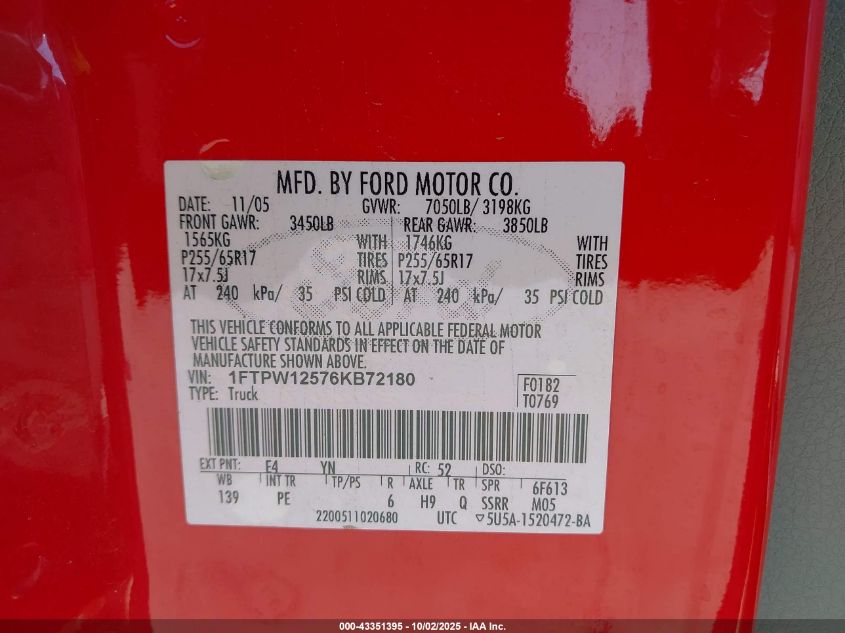 MFD. BY FORD MOTOR CO.
DATE: 11/05 GVWR: 7050LB/ 3198KG
FRONT GAWR: 3450LB REAR GAWR: 3850LB
1565KG WITH 1746KG WITH
P255/65R17 TIRES P255/65R17 TIRES
17x7.5J RIMS 17x7.5J RIMS
AT 240 kPa/ 35 PSI COLD AT 240 kPa/ 35 PSI COLD
THIS VEHICLE CONFORMS TO ALL APPLICABLE FEDERAL MOTOR
VEHICLE SAFETY STANDARDS IN EFFECT ON THE DATE OF
MANUFACTURE SHOWN ABOVE.
VIN: 1FTPW12576KB72180 F0182
TYPE: Truck T0769
EXT PNT: E4 YN RC: 52 DSO:
WB INT TR TP/PS R AXLE TR SPR 6F613
139 PE 6 H9 Q SSRR M05
2200511020680 UTC ▽5U5A-1520472-BA
000-43351395 - 10/02/2025 - IAA Inc.